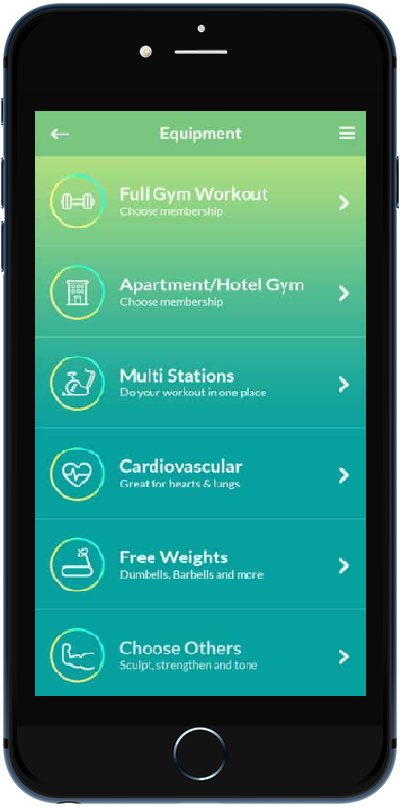 Equipment
Full Gym Workout
Choose membership
Apartment/Hotel Gym
Choose membership
Multi Stations
Do your workout in one place
Cardiovascular
Great for hearts & lungs
Free Weights
Dumbells, Barbells and more
Choose Others
Sculpt, strengthen and tone